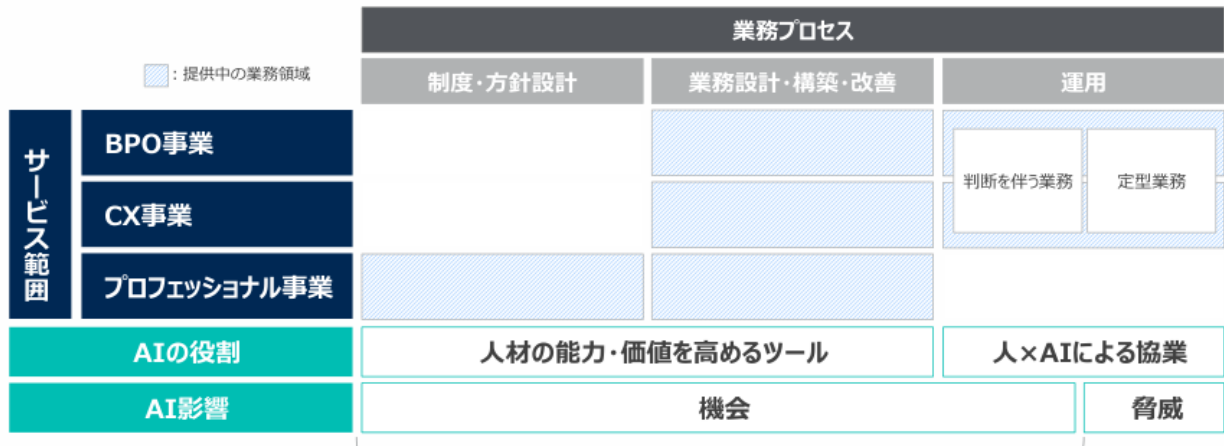 業務プロセス
：提供中の業務領域
制度・方針設計
業務設計・構築・改善
運用
サービス範囲
BPO事業
判断を伴う業務
定型業務
CX事業
プロフェッショナル事業
AIの役割
人材の能力・価値を高めるツール
人×AIによる協業
AI影響
機会
脅威